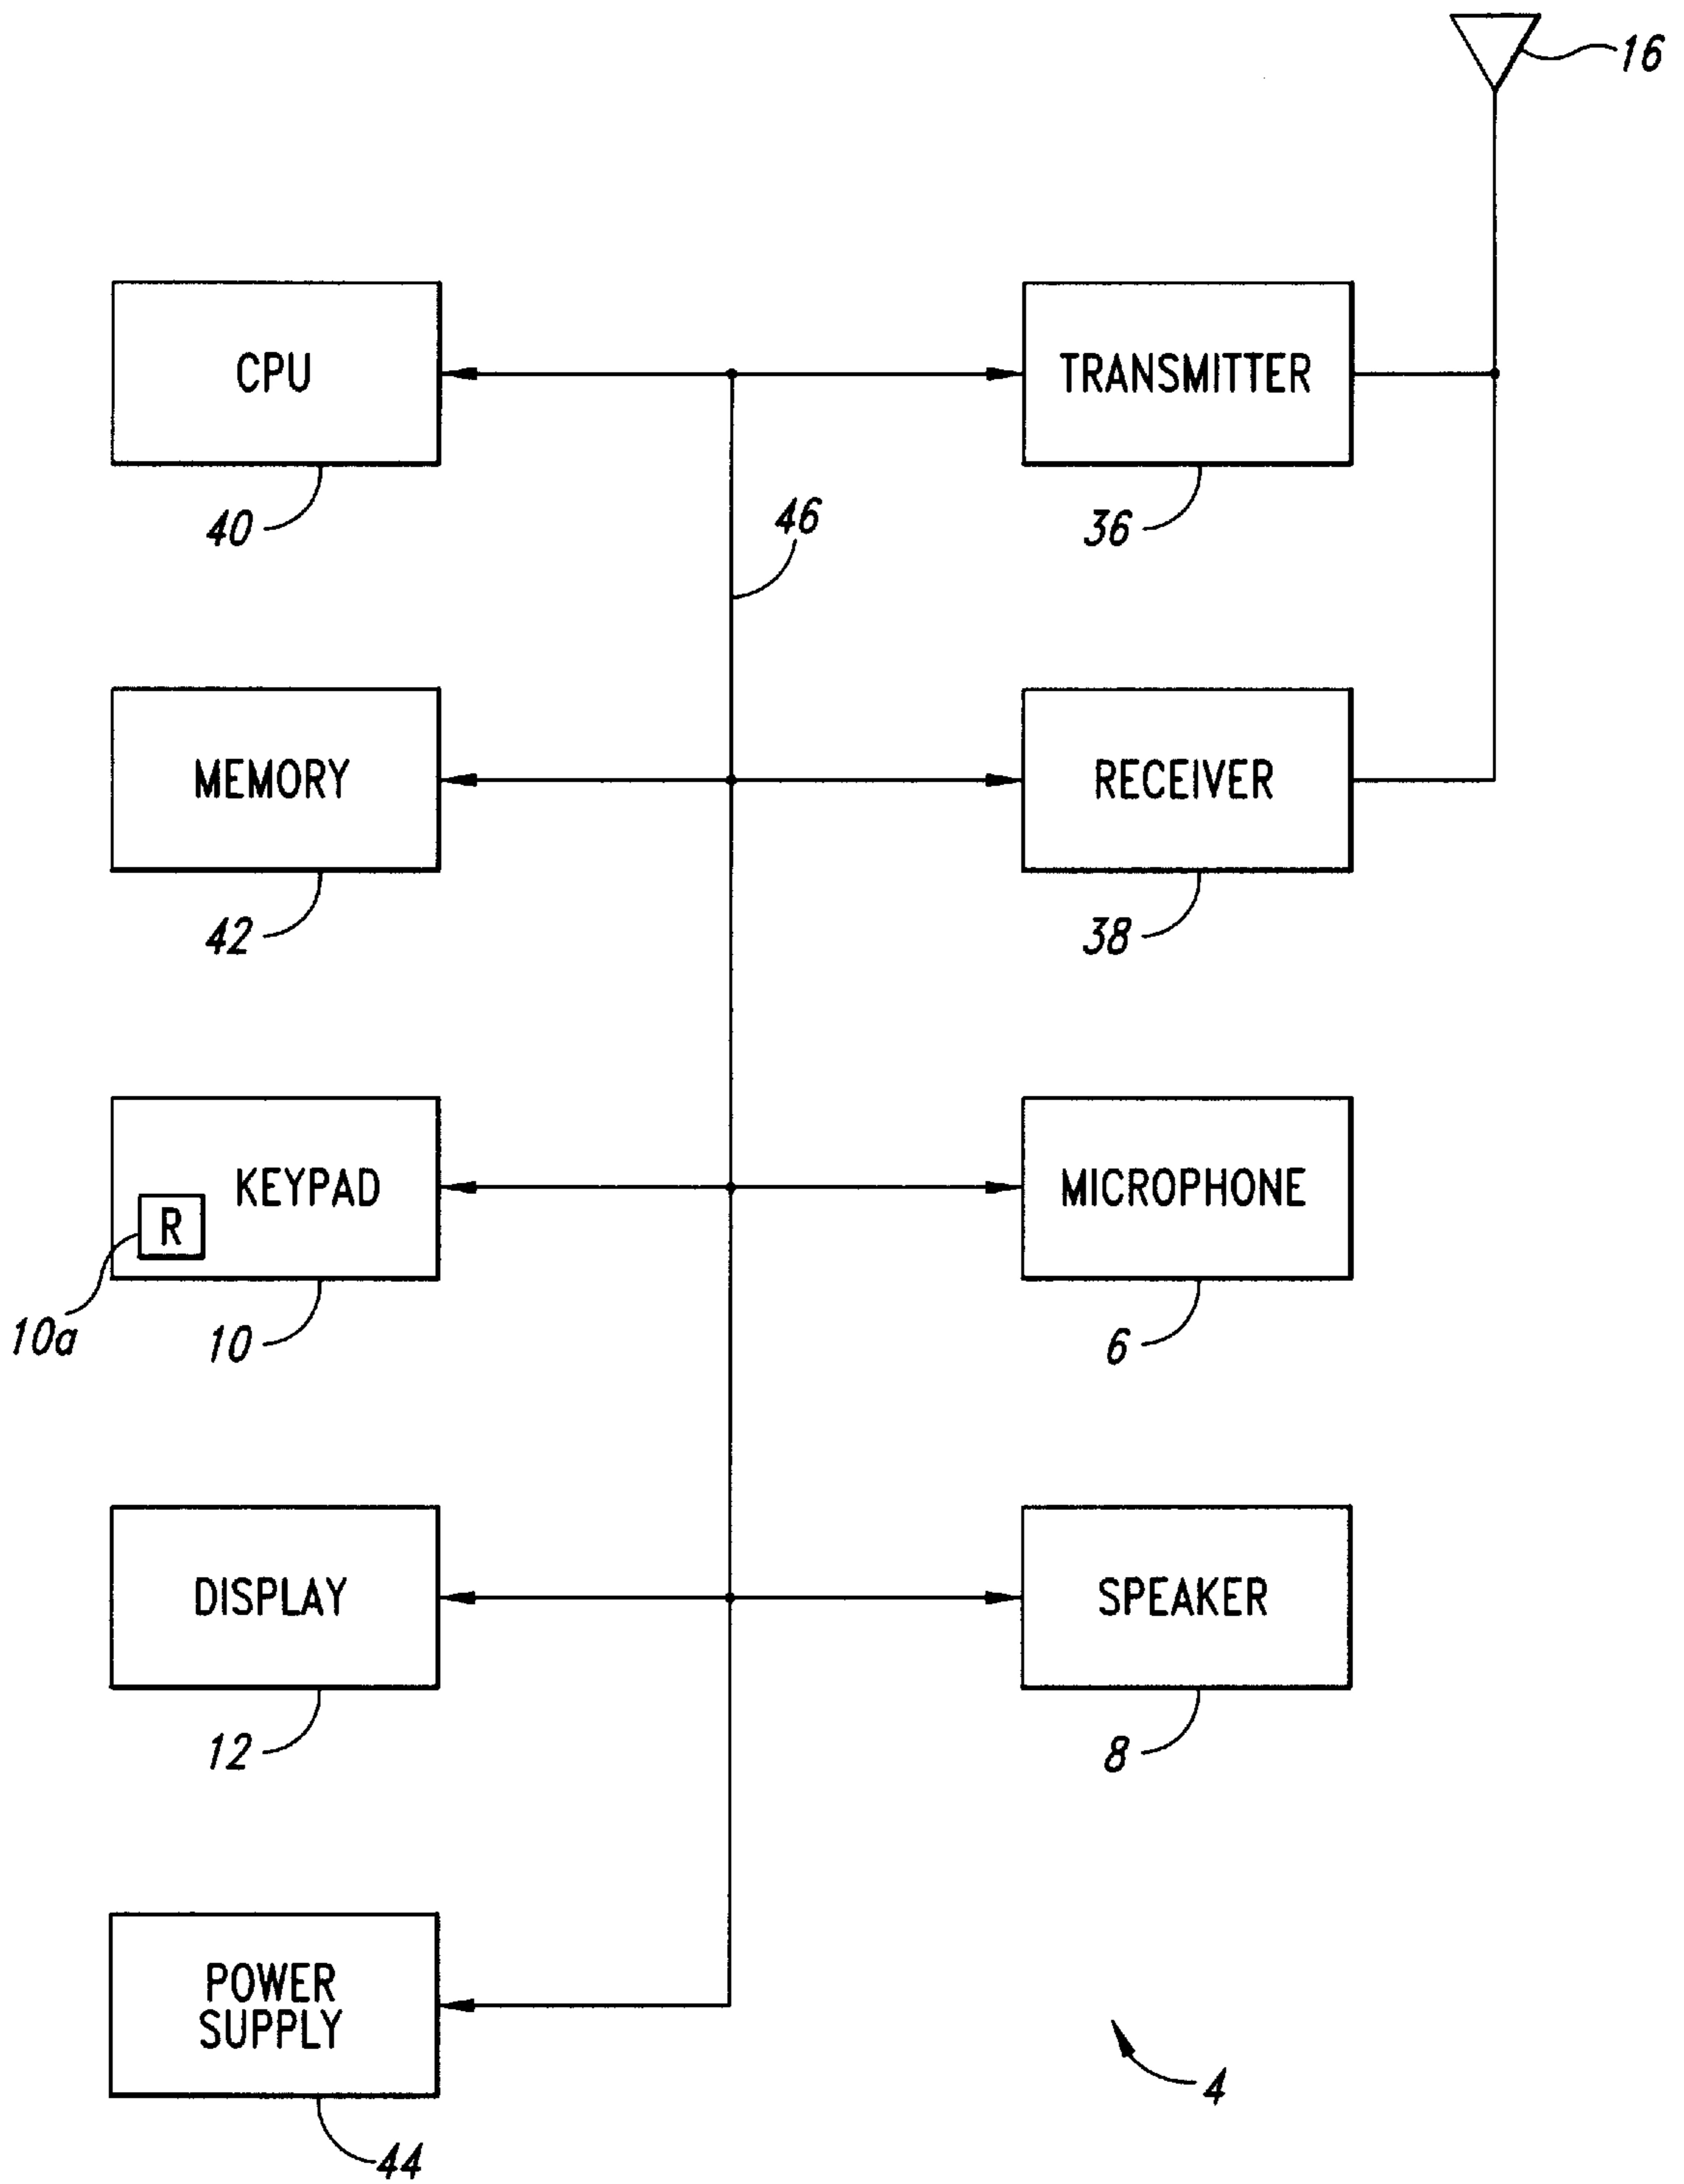 16
CPU
TRANSMITTER
40
46
36
MEMORY
RECEIVER
42
38
KEYPAD
R
MICROPHONE
10a
10
6
DISPLAY
SPEAKER
12
8
POWER
SUPPLY
4
44